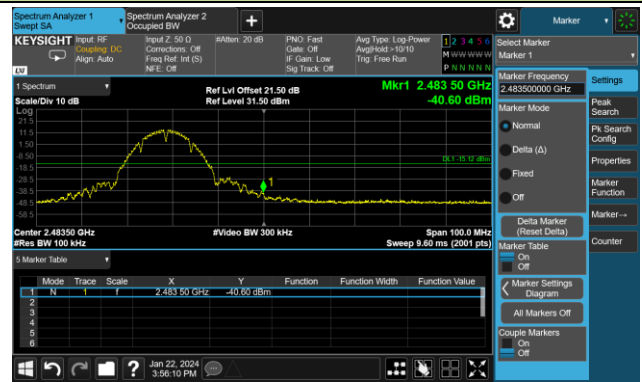 Spectrum Analyzer 1
Swept SA
Spectrum Analyzer 2
Occupied BW
Marker
KEYSIGHT
Input: RF
Coupling: DC
Align: Auto
Input Z: 50 Ω
Corrections: Off
Freq Ref: Int (S)
NFE: Off
#Atten: 20 dB
PNO: Fast
Gate: Off
IF Gain: Low
Sig Track: Off
Avg Type: Log-Power
Avg|Hold:>10/10
Trig: Free Run
1 2 3 4 5 6
M W W W W W
P N N N N N
LXI
1 Spectrum
Scale/Div 10 dB
Ref Lvl Offset 21.50 dB
Ref Level 31.50 dBm
Mkr1 2.483 50 GHz
-40.60 dBm
Log
21.5
11.5
1.50
-8.50
-18.5
-28.5
-38.5
-48.5
-58.5
DL1 -15.12 dBm
1
Center 2.48350 GHz
#Res BW 100 kHz
#Video BW 300 kHz
Span 100.0 MHz
Sweep 9.60 ms (2001 pts)
5 Marker Table
Mode Trace Scale X Y Function Function Width Function Value
1 N 1 f 2.483 50 GHz -40.60 dBm
2
3
4
5
6
Select Marker
Marker 1
Marker Frequency
2.483500000 GHz
Marker Mode
Normal
Delta (Δ)
Fixed
Off
Delta Marker
(Reset Delta)
Marker Table
On
Off
Marker Settings
Diagram
All Markers Off
Couple Markers
On
Off
Settings
Peak
Search
Pk Search
Config
Properties
Marker
Function
Marker→
Counter
?
Jan 22, 2024
3:56:10 PM